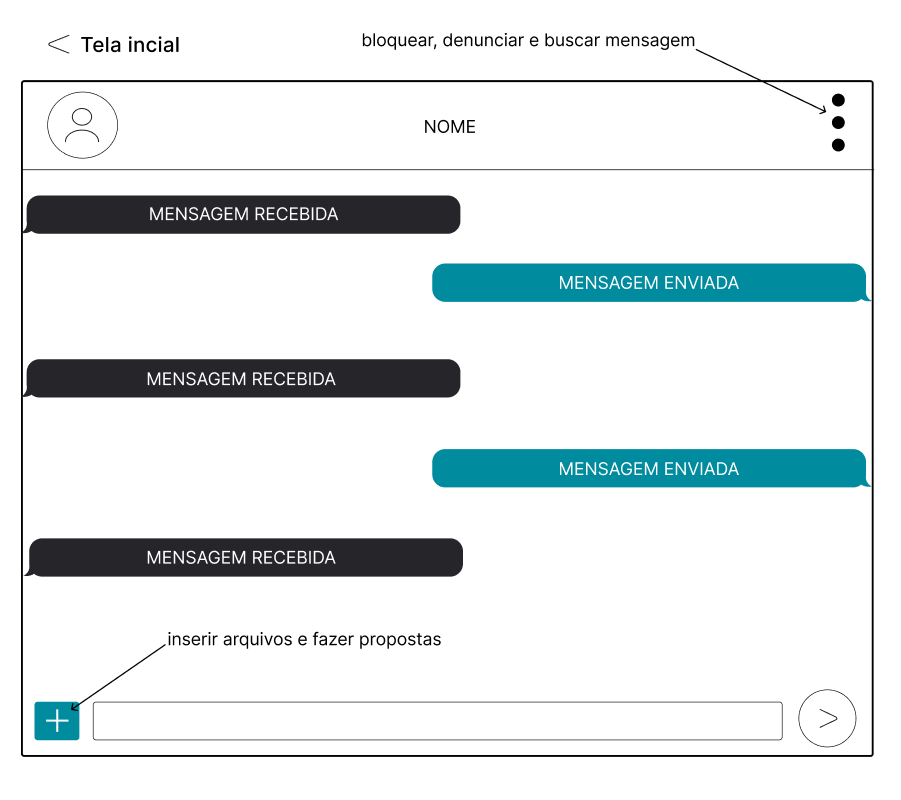 Tela incial
bloquear, denunciar e buscar mensagem
NOME
MENSAGEM RECEBIDA
MENSAGEM ENVIADA
MENSAGEM RECEBIDA
MENSAGEM ENVIADA
MENSAGEM RECEBIDA
inserir arquivos e fazer propostas